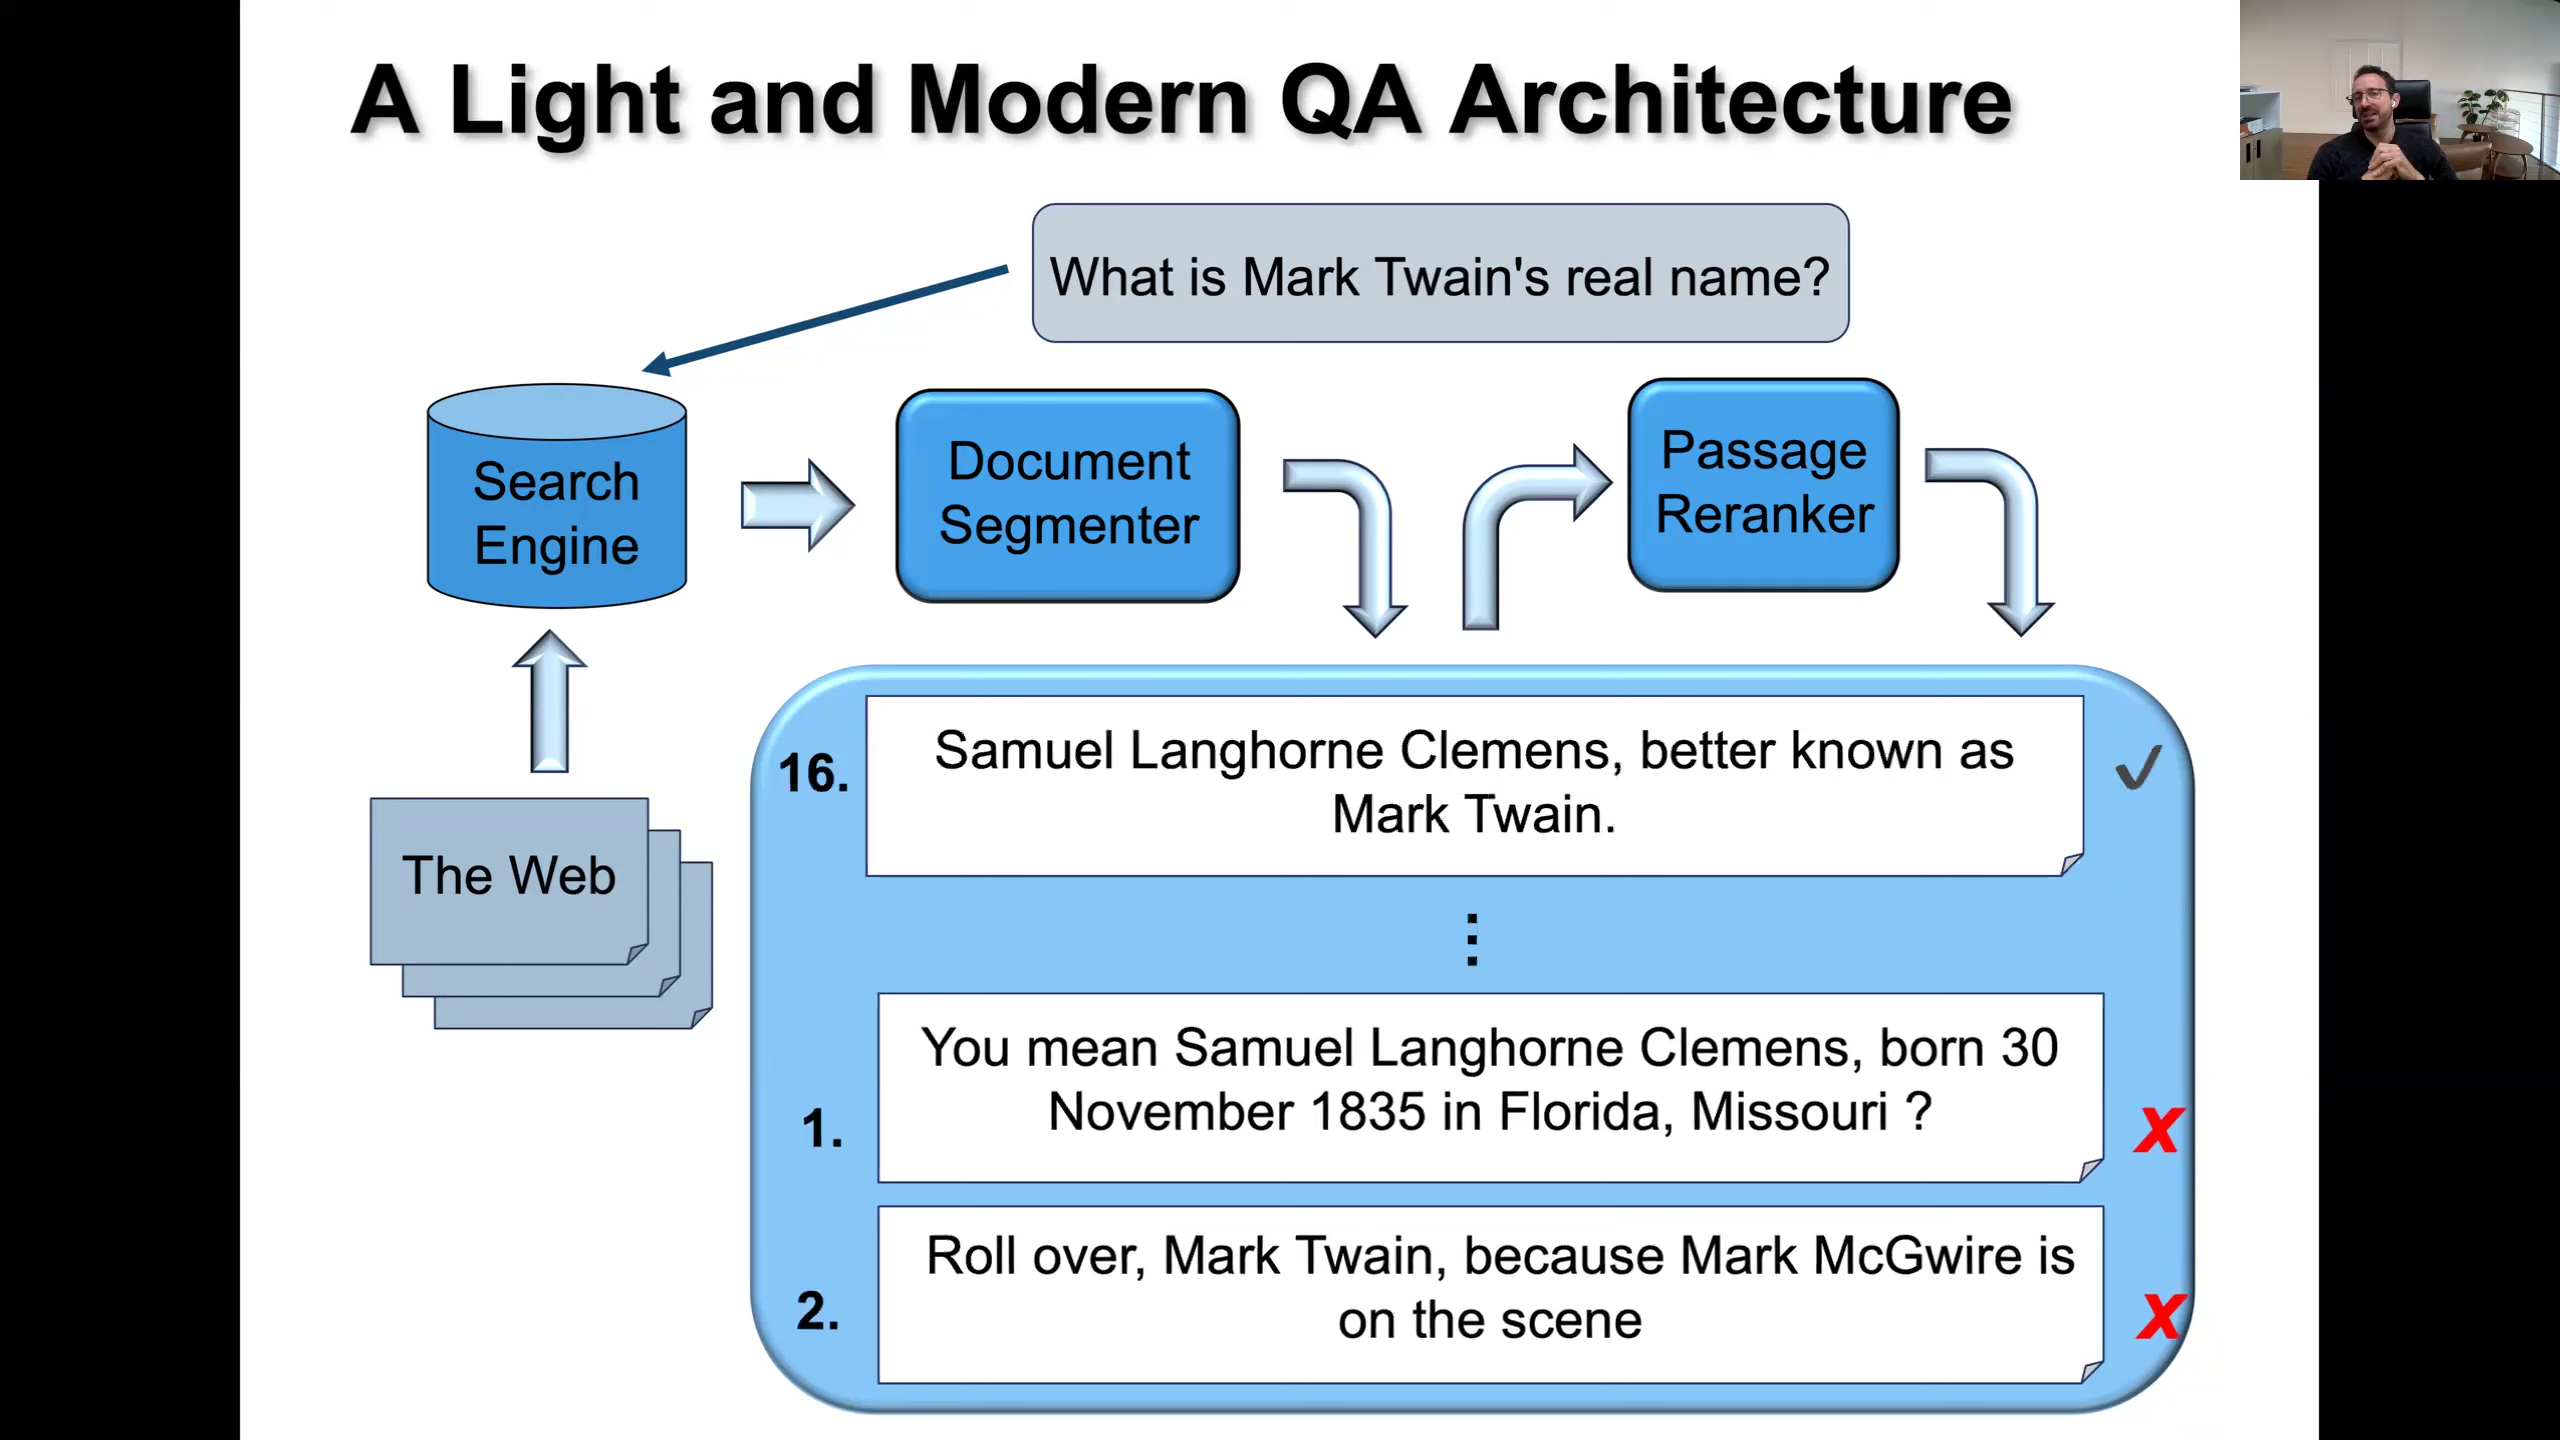 A Light and Modern QA Architecture
What is Mark Twain's real name?
Search
Engine
Document
Segmenter
Passage
Reranker
The Web
16.
Samuel Langhorne Clemens, better known as
Mark Twain.
⋮
1.
You mean Samuel Langhorne Clemens, born 30
November 1835 in Florida, Missouri ?
x
2.
Roll over, Mark Twain, because Mark McGwire is
on the scene
x